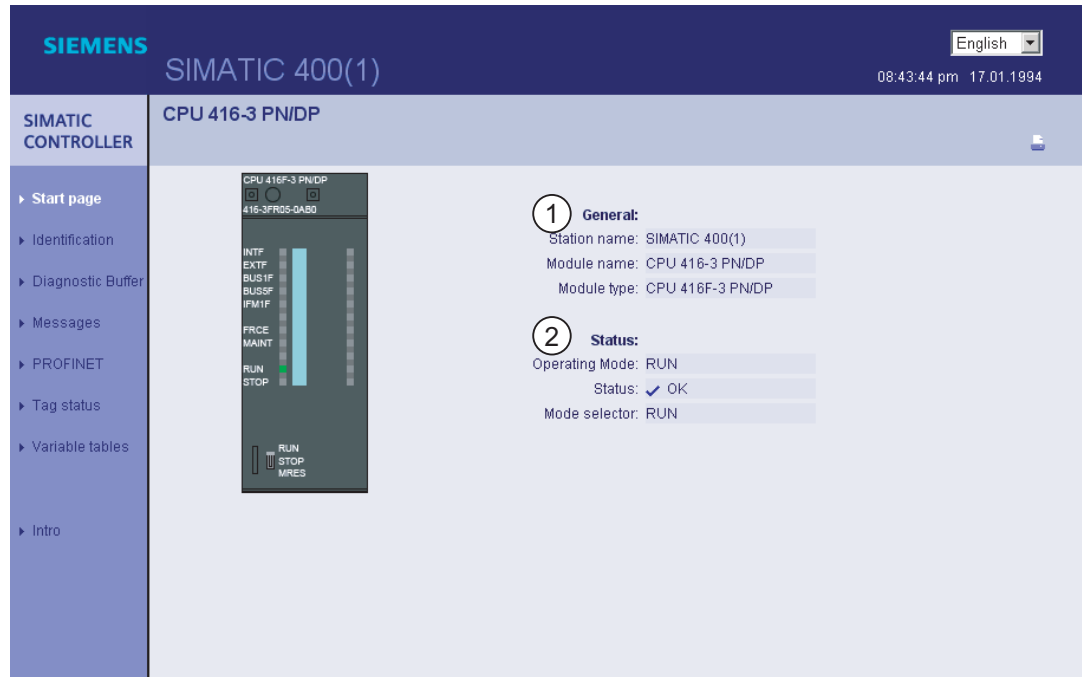 SIEMENS
SIMATIC 400(1)
English
08:43:44 pm 17.01.1994
SIMATIC
CONTROLLER
CPU 416-3 PN/DP
Start page
Identification
Diagnostic Buffer
Messages
PROFINET
Tag status
Variable tables
Intro
CPU 416F-3 PN/DP
416-3FR05-0AB0
INTF
EXTF
BUS1F
BUS5F
IFM1F
FRCE
MAINT
RUN
STOP
RUN
STOP
MRES
1 General:
Station name: SIMATIC 400(1)
Module name: CPU 416-3 PN/DP
Module type: CPU 416F-3 PN/DP
2 Status:
Operating Mode: RUN
Status: OK
Mode selector: RUN